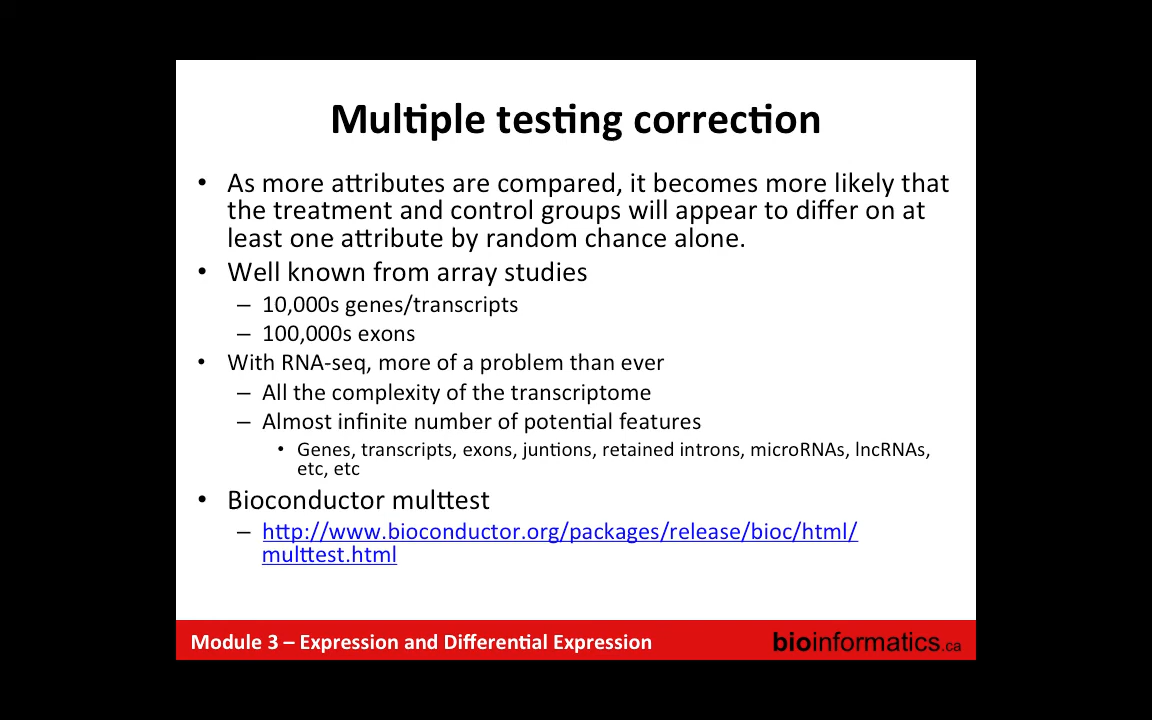 Multiple testing correction
• As more attributes are compared, it becomes more likely that
the treatment and control groups will appear to differ on at
least one attribute by random chance alone.
• Well known from array studies
– 10,000s genes/transcripts
– 100,000s exons
• With RNA-seq, more of a problem than ever
– All the complexity of the transcriptome
– Almost infinite number of potential features
• Genes, transcripts, exons, juntions, retained introns, microRNAs, lncRNAs,
etc, etc
• Bioconductor multtest
– http://www.bioconductor.org/packages/release/bioc/html/
multtest.html
Module 3 – Expression and Differential Expression
bioinformatics.ca